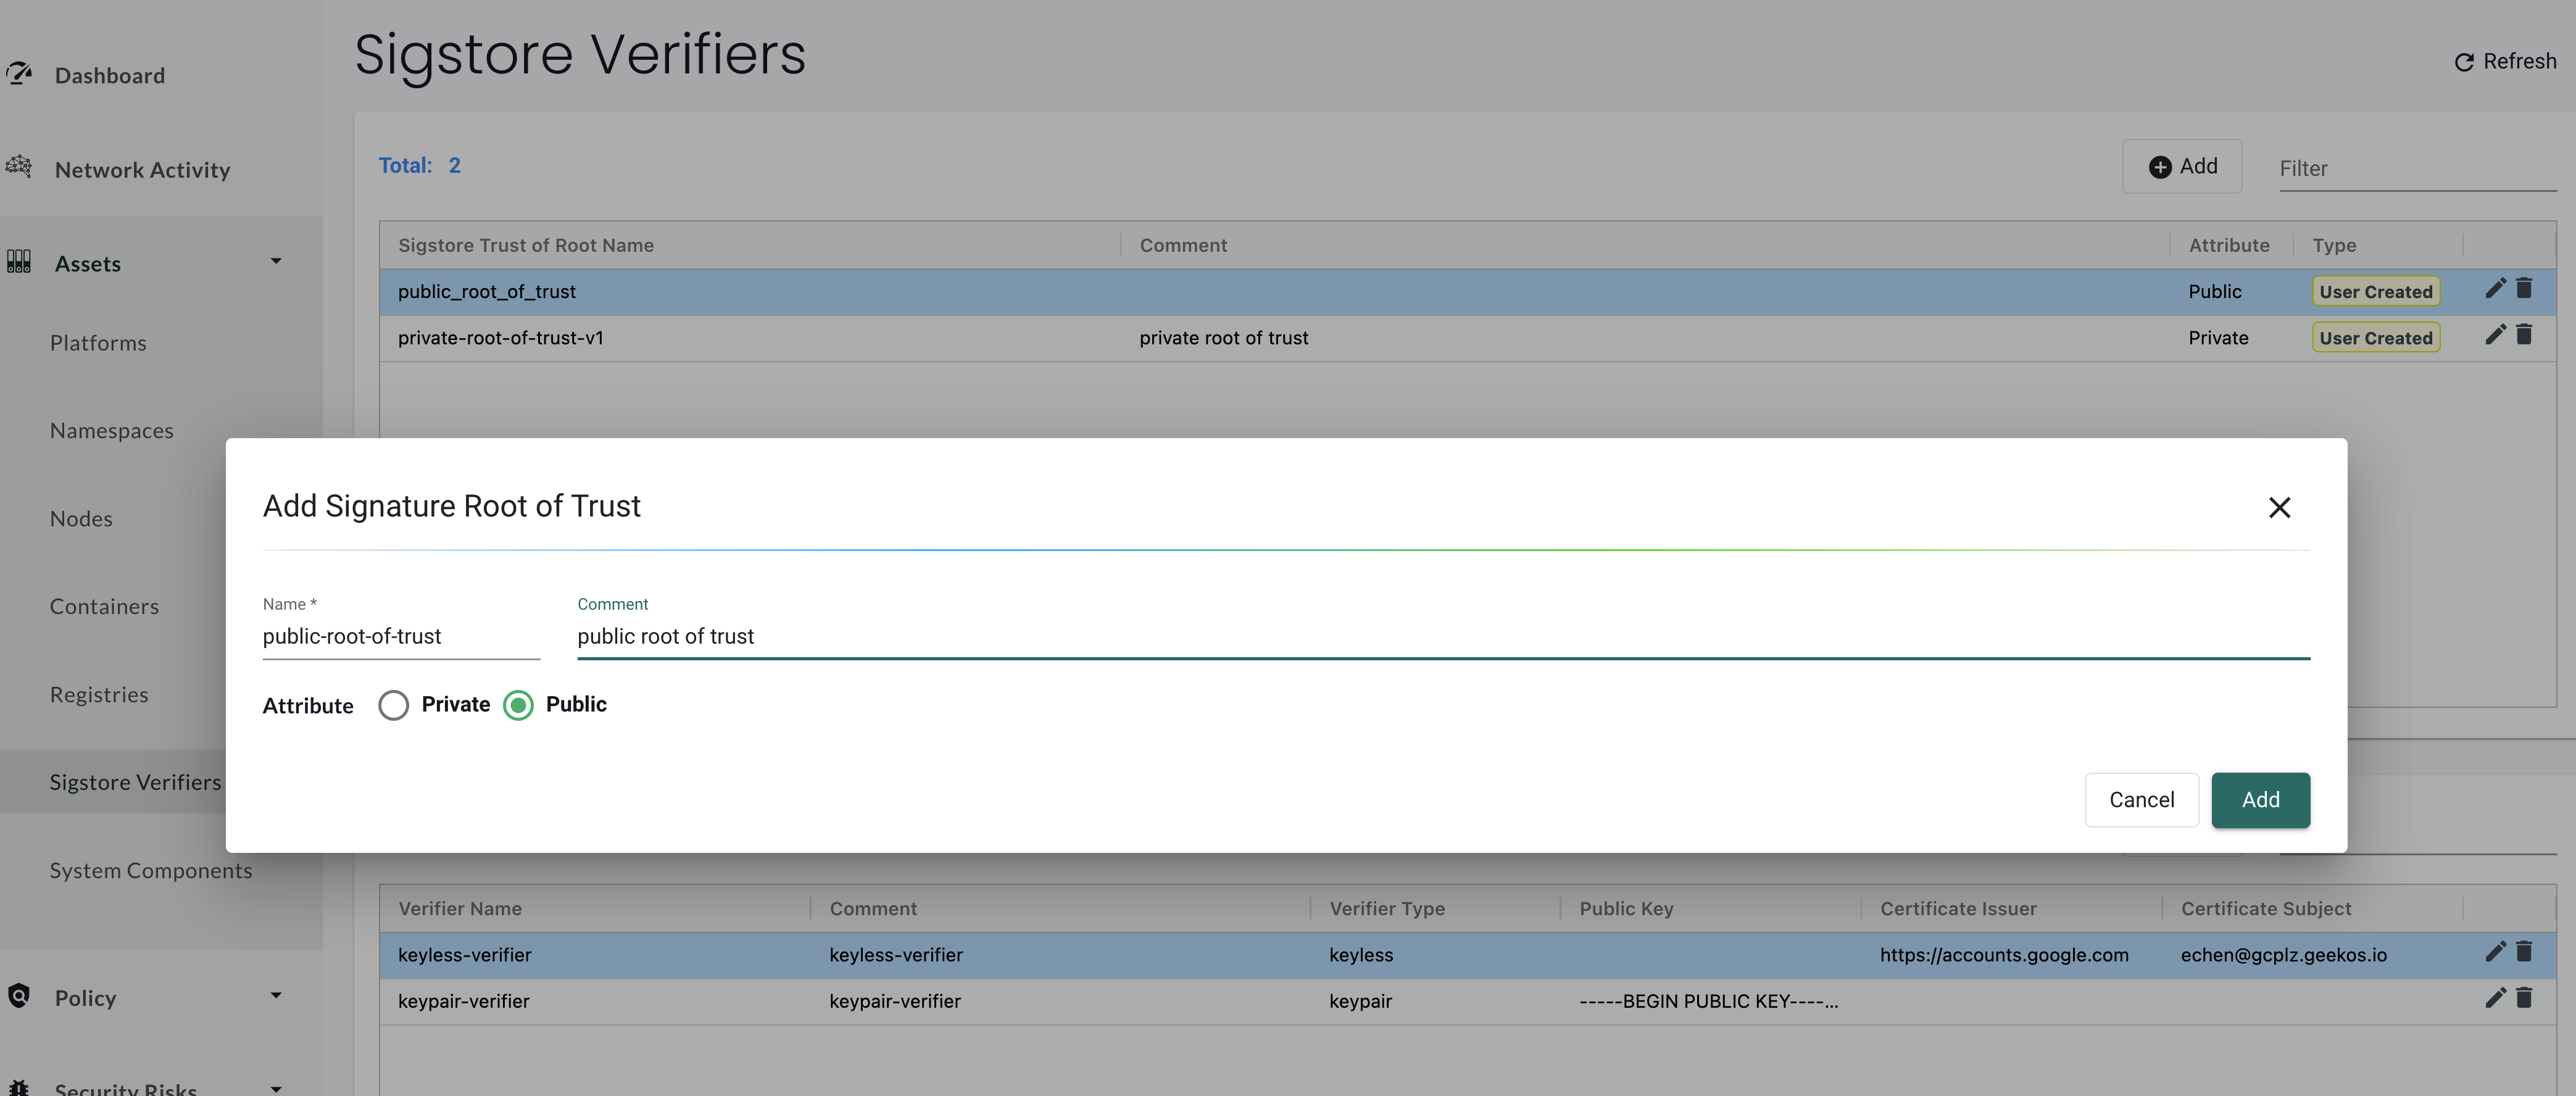 Sigstore Verifiers
Refresh
Dashboard
Network Activity
Assets
Platforms
Namespaces
Nodes
Containers
Registries
Sigstore Verifiers
System Components
Policy
Security Risks
Total: 2
Add
Filter
Sigstore Trust of Root Name Comment Attribute Type
public_root_of_trust Public User Created
private-root-of-trust-v1 private root of trust Private User Created
Add Signature Root of Trust
Name * Comment
public-root-of-trust public root of trust
Attribute Private Public
Cancel Add
Verifier Name Comment Verifier Type Public Key Certificate Issuer Certificate Subject
keyless-verifier keyless-verifier keyless https://accounts.google.com echen@gcplz.geekos.io
keypair-verifier keypair-verifier keypair -----BEGIN PUBLIC KEY----...